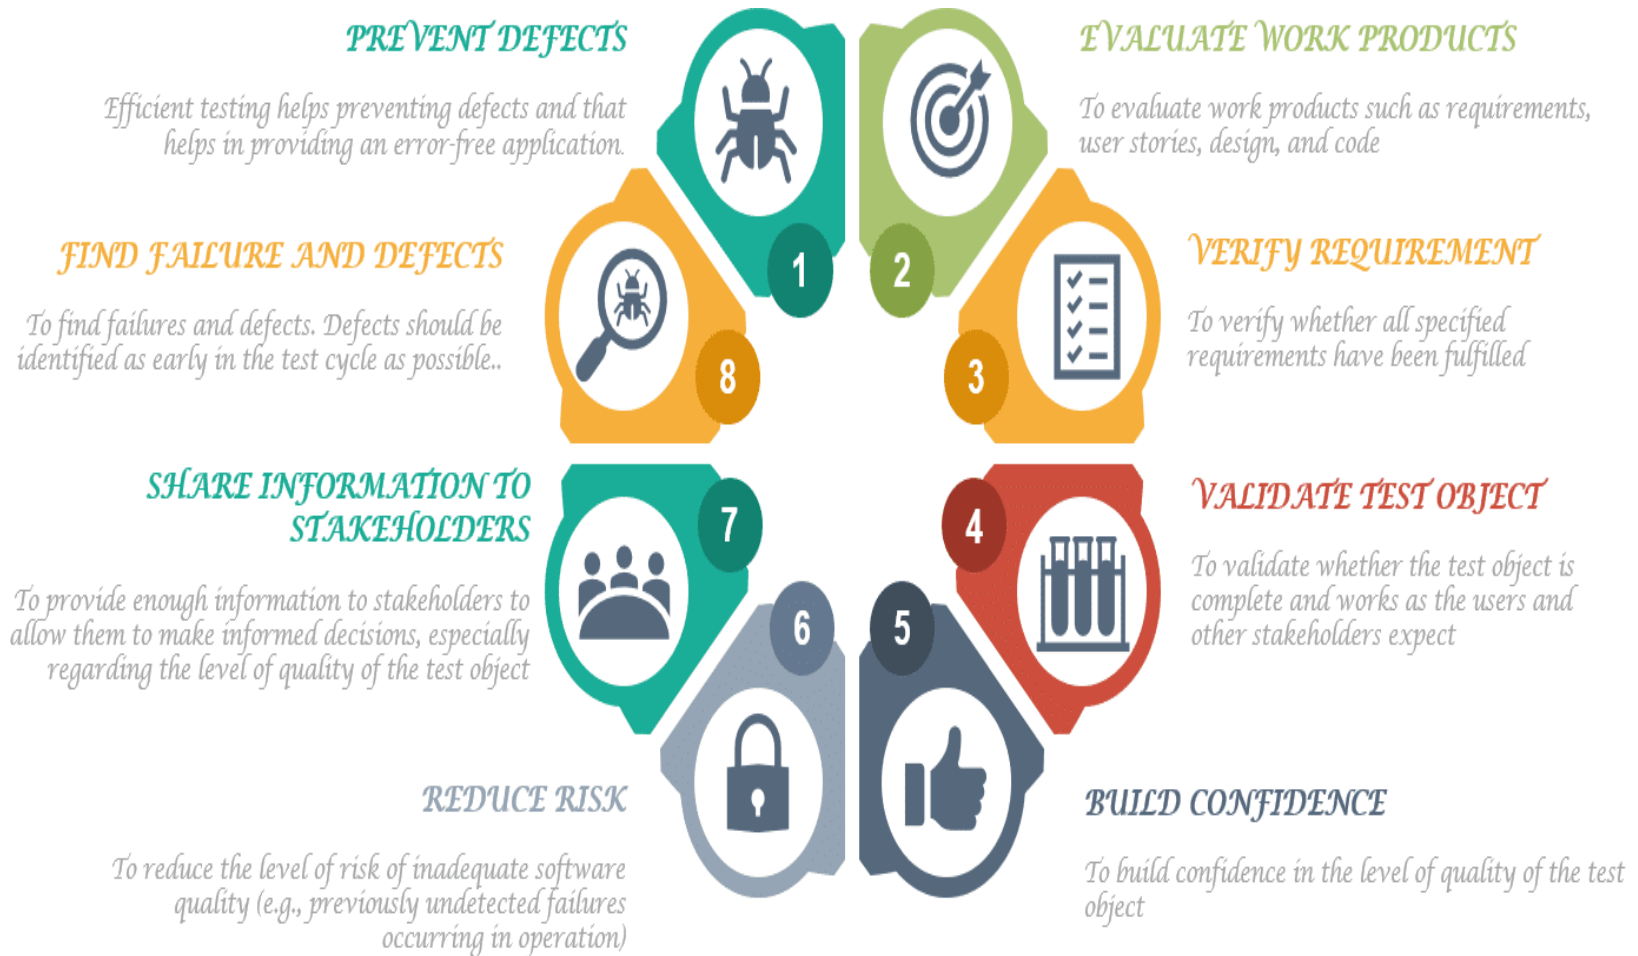 PREVENT DEFECTS
Efficient testing helps preventing defects and that
helps in providing an error-free application.
1
EVALUATE WORK PRODUCTS
To evaluate work products such as requirements,
user stories, design, and code
2
VERIFY REQUIREMENT
To verify whether all specified
requirements have been fulfilled
3
VALIDATE TEST OBJECT
To validate whether the test object is
complete and works as the users and
other stakeholders expect
4
BUILD CONFIDENCE
To build confidence in the level of quality of the test
object
5
REDUCE RISK
To reduce the level of risk of inadequate software
quality (e.g., previously undetected failures
occurring in operation)
6
SHARE INFORMATION TO
STAKEHOLDERS
To provide enough information to stakeholders to
allow them to make informed decisions, especially
regarding the level of quality of the test object
7
FIND FAILURE AND DEFECTS
To find failures and defects. Defects should be
identified as early in the test cycle as possible..
8